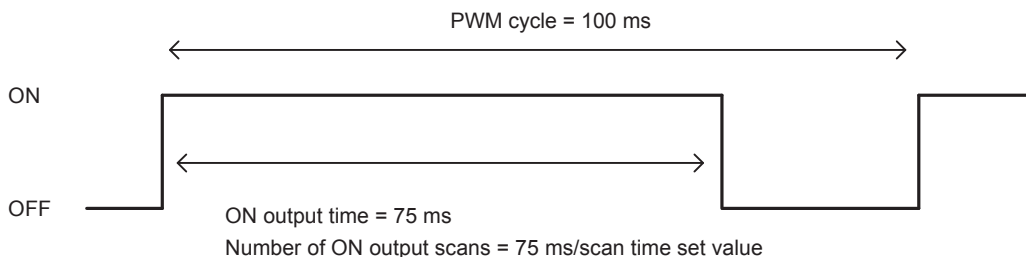 PWM cycle = 100 ms
ON
OFF
ON output time = 75 ms
Number of ON output scans = 75 ms/scan time set value